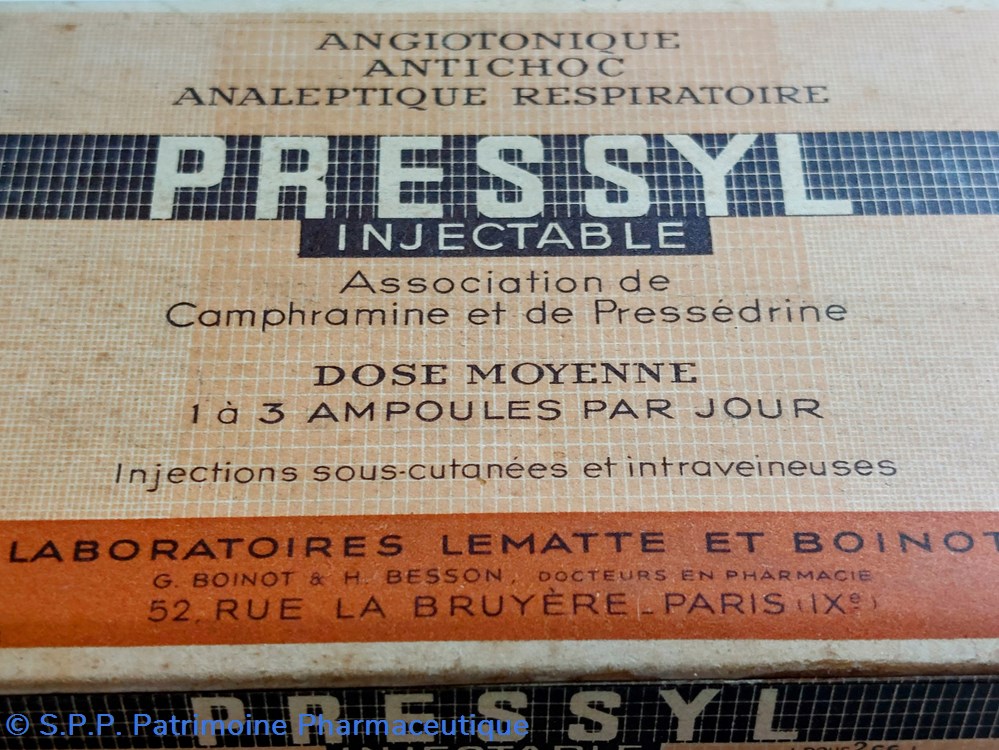 ANGIOTONIQUE
ANTICHOC
ANALEPTIQUE RESPIRATOIRE
PRESSYL
INJECTABLE
Association de
Camphramine et de Pressédrine
DOSE MOYENNE
1 à 3 AMPOULES PAR JOUR
Injections sous-cutanées et intraveineuses
LABORATOIRES LEMATTE ET BOINOT
G. BOINOT & H. BESSON, DOCTEURS EN PHARMACIE
52, RUE LA BRUYÈRE_PARIS (IXe)
PRESSYL
© S.P.P. Patrimoine Pharmaceutique
INJECTABLE